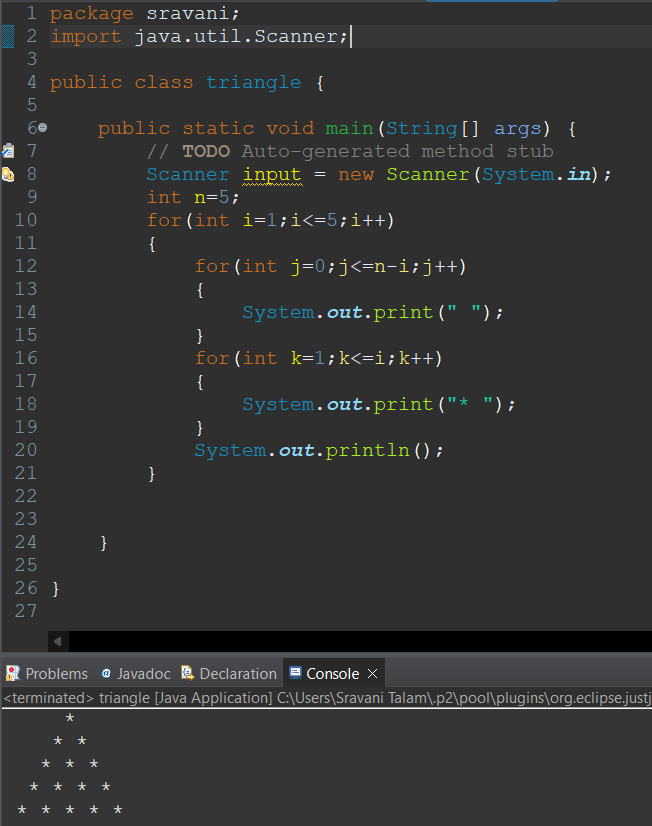 1 package sravani;
2 import java.util.Scanner;
3
4 public class triangle {
5
6 public static void main(String[] args) {
7 // TODO Auto-generated method stub
8 Scanner input = new Scanner(System.in);
9 int n=5;
10 for(int i=1;i<=5;i++)
11 {
12 for(int j=0;j<=n-i;j++)
13 {
14 System.out.print(" ");
15 }
16 for(int k=1;k<=i;k++)
17 {
18 System.out.print("* ");
19 }
20 System.out.println();
21 }
22
23
24 }
25
26 }
27
Problems @ Javadoc Declaration Console
<terminated> triangle [Java Application] C:\Users\Sravani Talam\.p2\pool\plugins\org.eclipse.justj
*
* *
* * *
* * * *
* * * * *